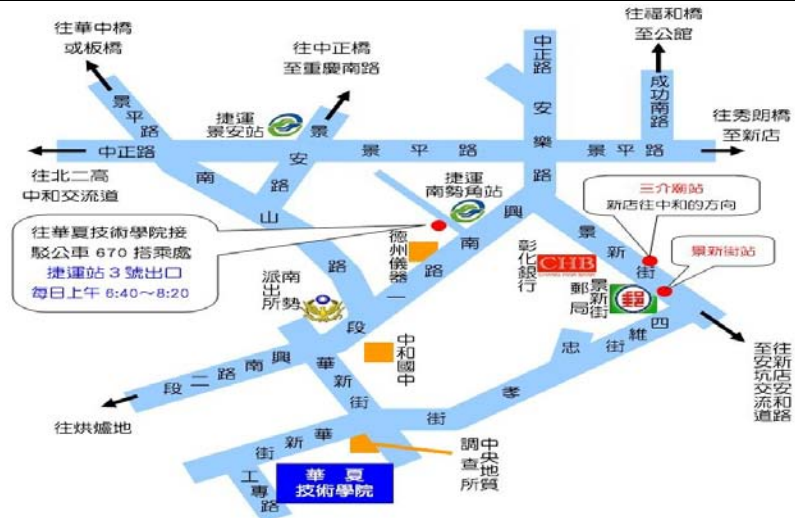 往華中橋
或板橋
往中正橋
至重慶南路
往福和橋
至公館
中正路
安樂路
成功南路
景平路
捷運
景安站
景安路
往秀朗橋
至新店
中正路
景平路
景平路
往北二高
中和交流道
南山路
捷運
南勢角站
三介廟站
新店往中和的方向
往華夏技術學院接
駁公車 670 搭乘處
捷運站 3 號出口
每日上午 6:40～8:20
德州儀器
興南路一段
彰化銀行
CHB
景新街
景新街站
景新街
郵局
郵
南勢
派出所
中和國中
四維街
忠孝街
往新店安和路
至安坑交流道
興南路二段
華新街
往烘爐地
華新街
工專路
中央地質
調查所
華夏
技術學院